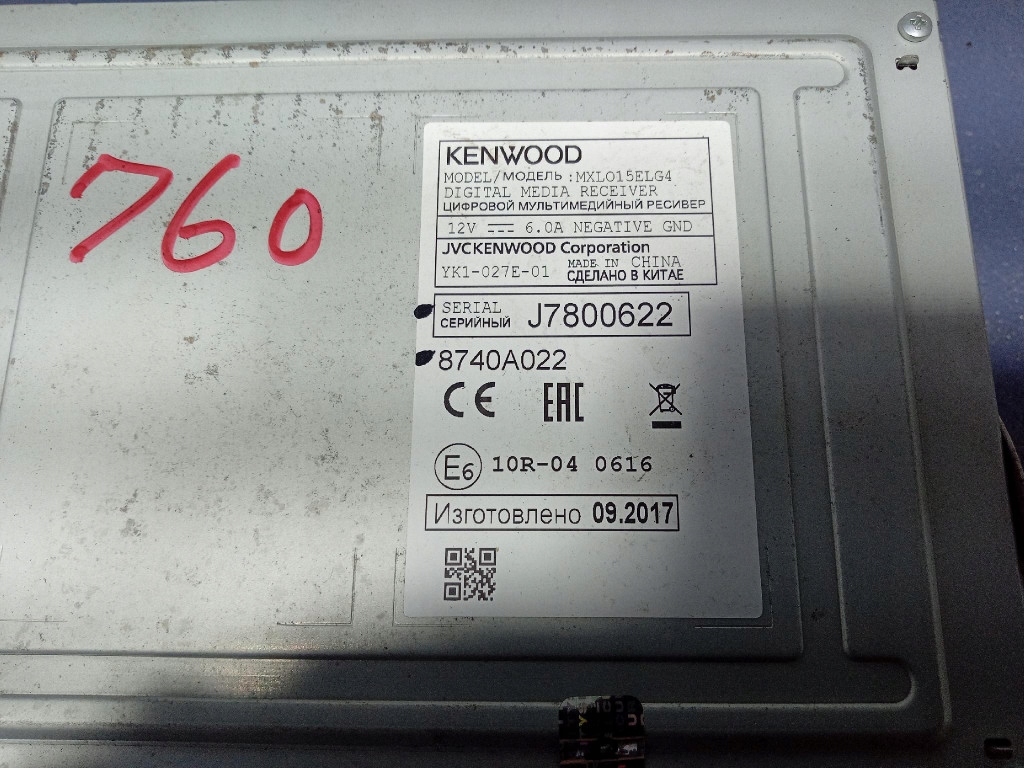 760
KENWOOD
MODEL/МОДЕЛЬ :MXL015ELG4
DIGITAL MEDIA RECEIVER
ЦИФРОВОЙ МУЛЬТИМЕДИЙНЫЙ РЕСИВЕР
12V 6.0A NEGATIVE GND
JVCKENWOOD Corporation
YK1-027E-01 MADE IN CHINA
СДЕЛАНО В КИТАЕ
SERIAL
СЕРИЙНЫЙ J7800622
8740A022
CE EAC
E6 10R-04 0616
Изготовлено 09.2017